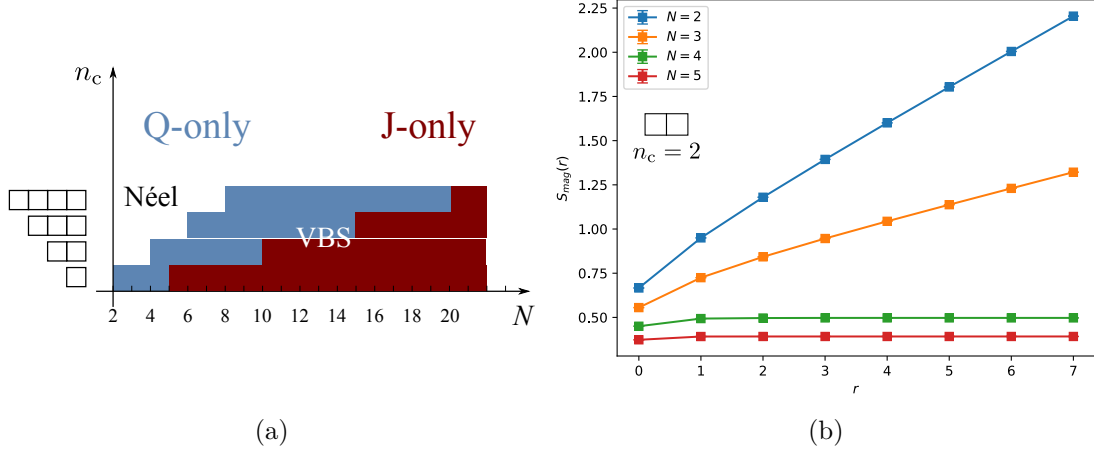 n_c
Q-only
J-only
Néel
VBS
2 4 6 8 10 12 14 16 18 20 N
(a)
N = 2
N = 3
N = 4
N = 5
n_c = 2
S_mag(r)
2.25
2.00
1.75
1.50
1.25
1.00
0.75
0.50
0 1 2 3 4 5 6 7
r
(b)